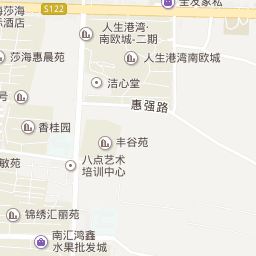 莎海
酒店
S122
全友家私
人生港湾·
南欧城-二期
莎海惠晨苑
人生港湾南欧城
洁心堂
号
惠强路
香桂园
丰谷苑
敏苑
八点艺术
培训中心
锦绣汇丽苑
南汇鸿鑫
水果批发城